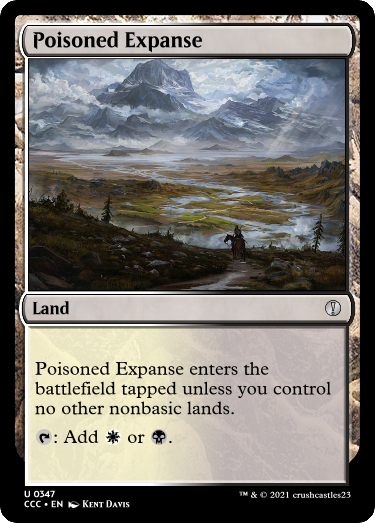 Poisoned Expanse
Land
Poisoned Expanse enters the
battlefield tapped unless you control
no other nonbasic lands.
: Add or .
U 0347
CCC • EN Kent Davis
™ & © 2021 crushcastles23